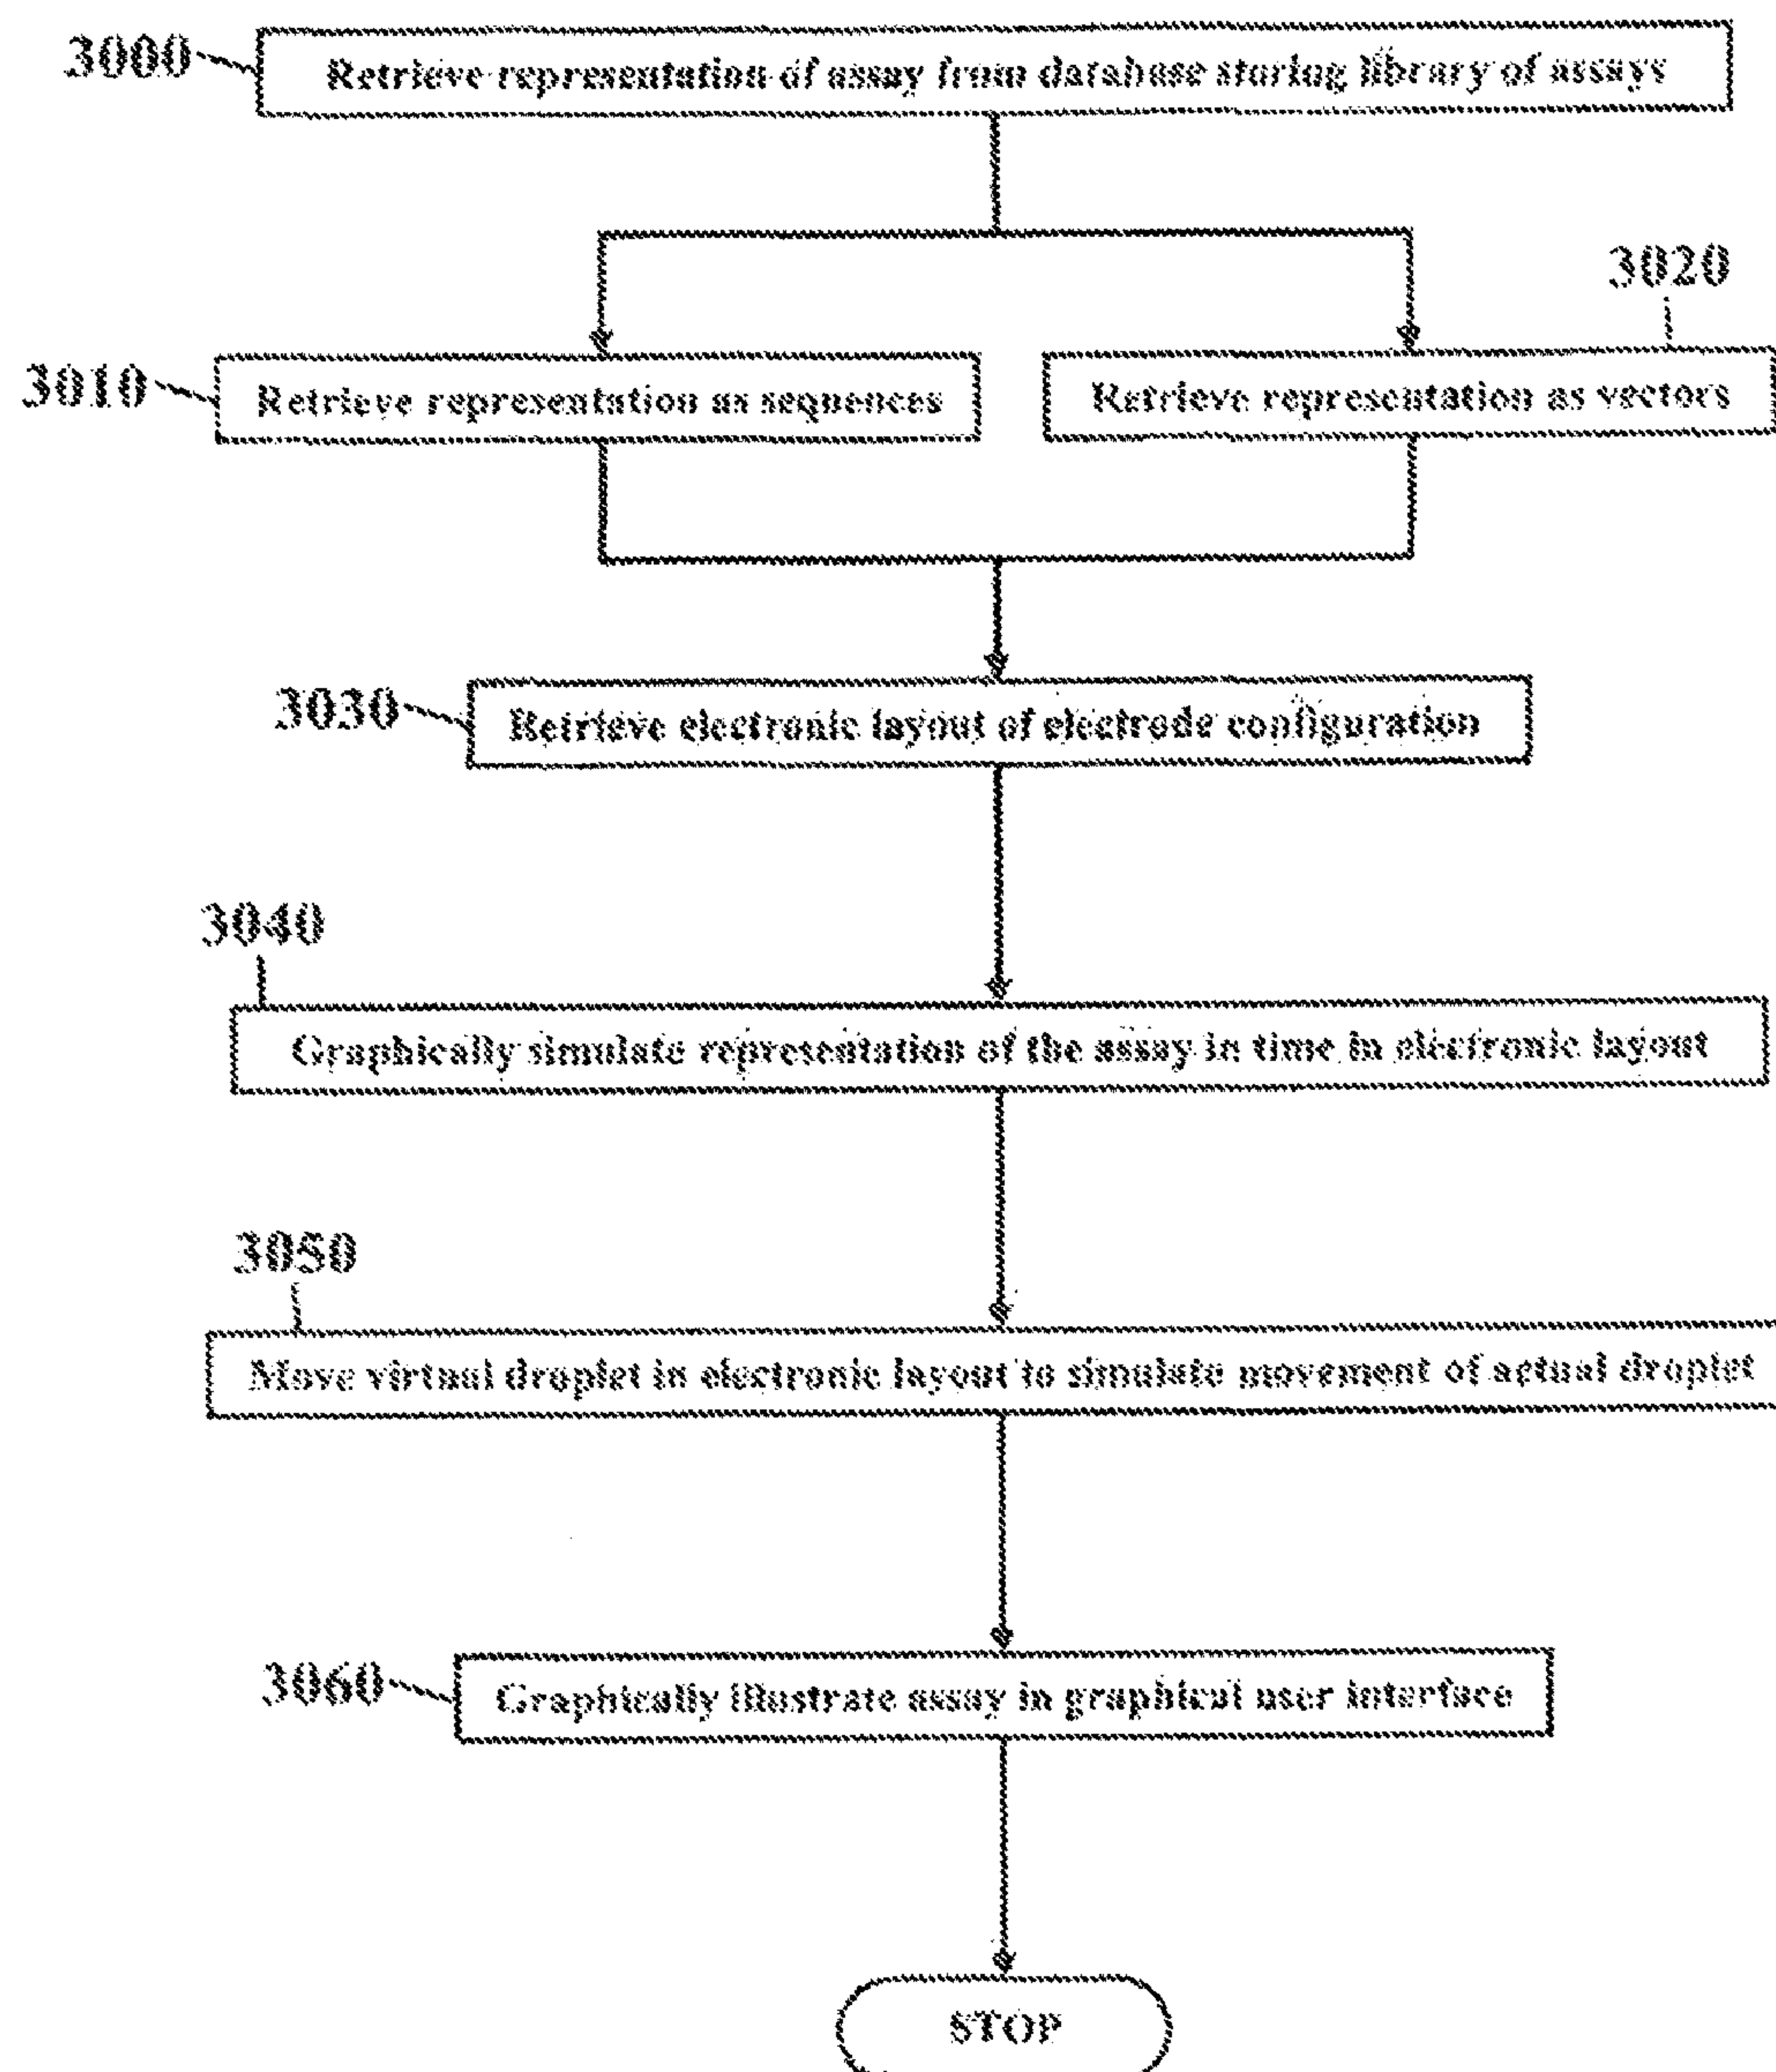 3000
Retrieve representation of assay from database storing library of assays
3020
3010
Retrieve representation as sequences
Retrieve representation as vectors
3030
Retrieve electronic layout of electrode configuration
3040
Graphically simulate representation of the assay in time in electronic layout
3050
Move virtual droplet in electronic layout to simulate movement of actual droplet
3060
Graphically illustrate assay in graphical user interface
STOP